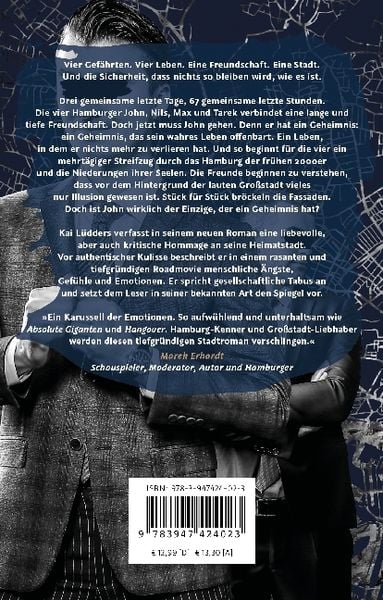 Vier Gefährten. Vier Leben. Eine Freundschaft. Eine Stadt.
Und die Sicherheit, dass nichts so bleiben wird, wie es ist.
Drei gemeinsame letzte Tage, 67 gemeinsame letzte Stunden.
Die vier Hamburger John, Nils, Max und Tarek verbindet eine lange und
tiefe Freundschaft. Doch jetzt muss John gehen. Denn er hat ein Geheimnis:
ein Geheimnis, das sein wahres Leben offenbart. Ein Leben,
in dem er nichts mehr zu verlieren hat. Und so beginnt für die vier ein
mehrtägiger Streifzug durch das Hamburg der frühen 2000er
und die Niederungen ihrer Seelen. Die Freunde beginnen zu verstehen,
dass vor dem Hintergrund der lauten Großstadt vieles
nur Illusion gewesen ist. Stück für Stück bröckeln die Fassaden.
Doch ist John wirklich der Einzige, der ein Geheimnis hat?
Kai Lüdders verfasst in seinem neuen Roman eine liebevolle,
aber auch kritische Hommage an seine Heimatstadt.
Vor authentischer Kulisse beschreibt er in einem rasanten und
tiefgründigen Roadmovie menschliche Ängste,
Gefühle und Emotionen. Er spricht gesellschaftliche Tabus an
und setzt dem Leser in seiner bekannten Art den Spiegel vor.
»Ein Karussell der Emotionen. So aufwühlend und unterhaltsam wie
Absolute Giganten und Hangover. Hamburg-Kenner und Großstadt-Liebhaber
werden diesen tiefgründigen Stadtroman verschlingen.«
Marek Erhardt
Schauspieler, Moderator, Autor und Hamburger
ISBN: 978-3-947424-02-3
9 783947 424023
€ 12,99 [D] € 13,30 [A]